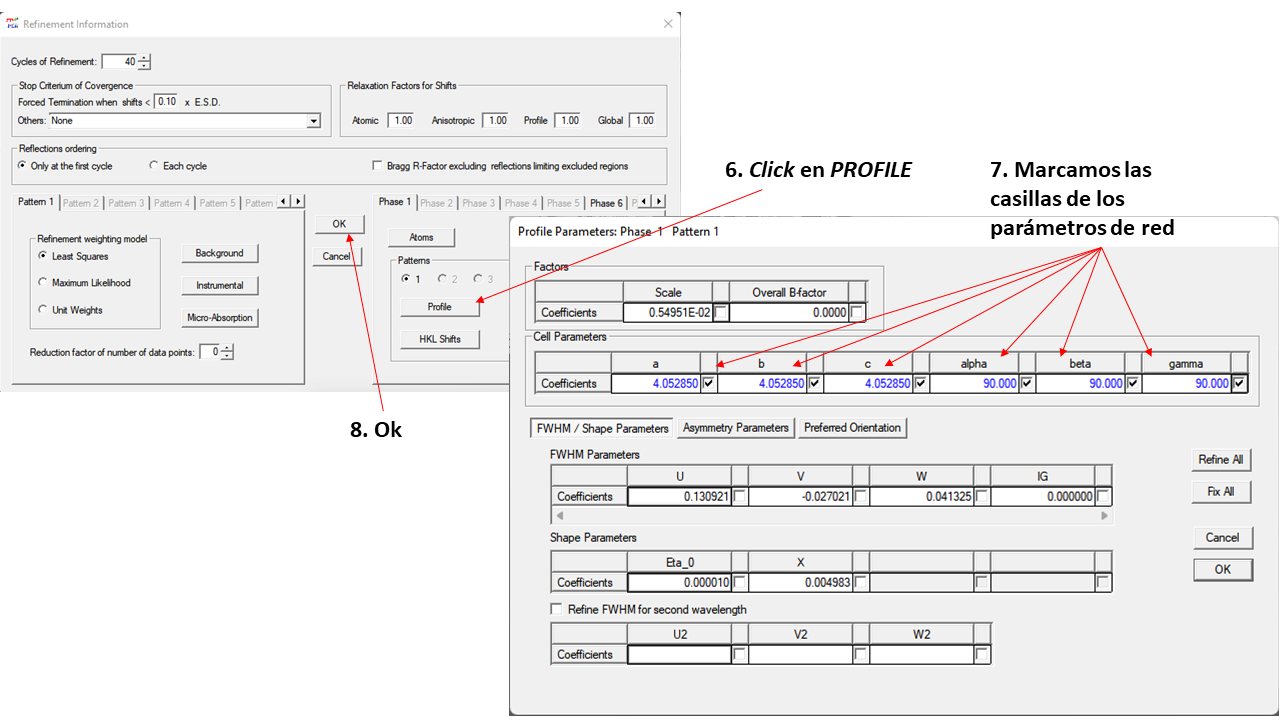 Refinement Information
Cycles of Refinement: 40
Stop Criterium of Covergence
Forced Termination when shifts < 0.10 x E.S.D.
Others: None
Relaxation Factors for Shifts
Atomic 1.00 Anisotropic 1.00 Profile 1.00 Global 1.00
Reflections ordering
Only at the first cycle Each cycle Bragg R-Factor excluding reflections limiting excluded regions
Pattern 1 Pattern 2 Pattern 3 Pattern 4 Pattern 5 Pattern
Refinement weighting model
Least Squares
Maximum Likelihood
Unit Weights
Background
Instrumental
Micro-Absorption
Reduction factor of number of data points: 0
OK
Cancel
Phase 1 Phase 2 Phase 3 Phase 4 Phase 5 Phase 6 P
Atoms
Patterns
1 2 3
Profile
HKL Shifts
6. Click en PROFILE
7. Marcamos las
casillas de los
parámetros de red
8. Ok
Profile Parameters: Phase 1 Pattern 1
Factors
Scale Overall B-factor
Coefficients 0.54951E-02 0.0000
Cell Parameters
a b c alpha beta gamma
Coefficients 4.052850 4.052850 4.052850 90.000 90.000 90.000
FWHM / Shape Parameters Asymmetry Parameters Preferred Orientation
FWHM Parameters
U V W IG
Coefficients 0.130921 -0.027021 0.041325 0.000000
Shape Parameters
Eta_0 X
Coefficients 0.000010 0.004983
Refine FWHM for second wavelength
U2 V2 W2
Coefficients
Refine All
Fix All
Cancel
OK